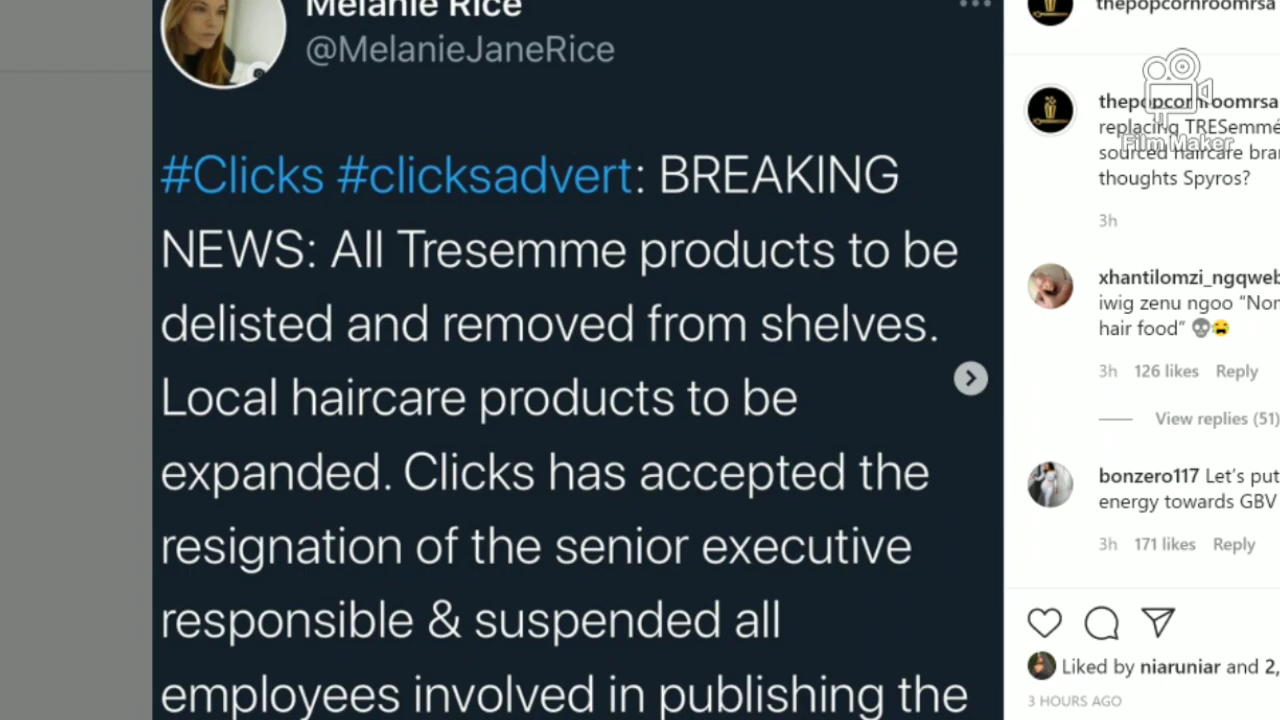 Melanie Rice
@MelanieJaneRice
#Clicks #clicksadvert: BREAKING
NEWS: All Tresemme products to be
delisted and removed from shelves.
Local haircare products to be
expanded. Clicks has accepted the
resignation of the senior executive
responsible & suspended all
employees involved in publishing the
thepopcornroomrsa
thepopcornroomrsa
replacing TRESemmé
sourced haircare bra
thoughts Spyros?
3h
Film Maker
xhantilomzi_ngqweb
iwig zenu ngoo “Nor
hair food” 💀😭
3h 126 likes Reply
View replies (51)
bonzero117 Let’s put
energy towards GBV
3h 171 likes Reply
Liked by niaruniar and 2,
3 HOURS AGO